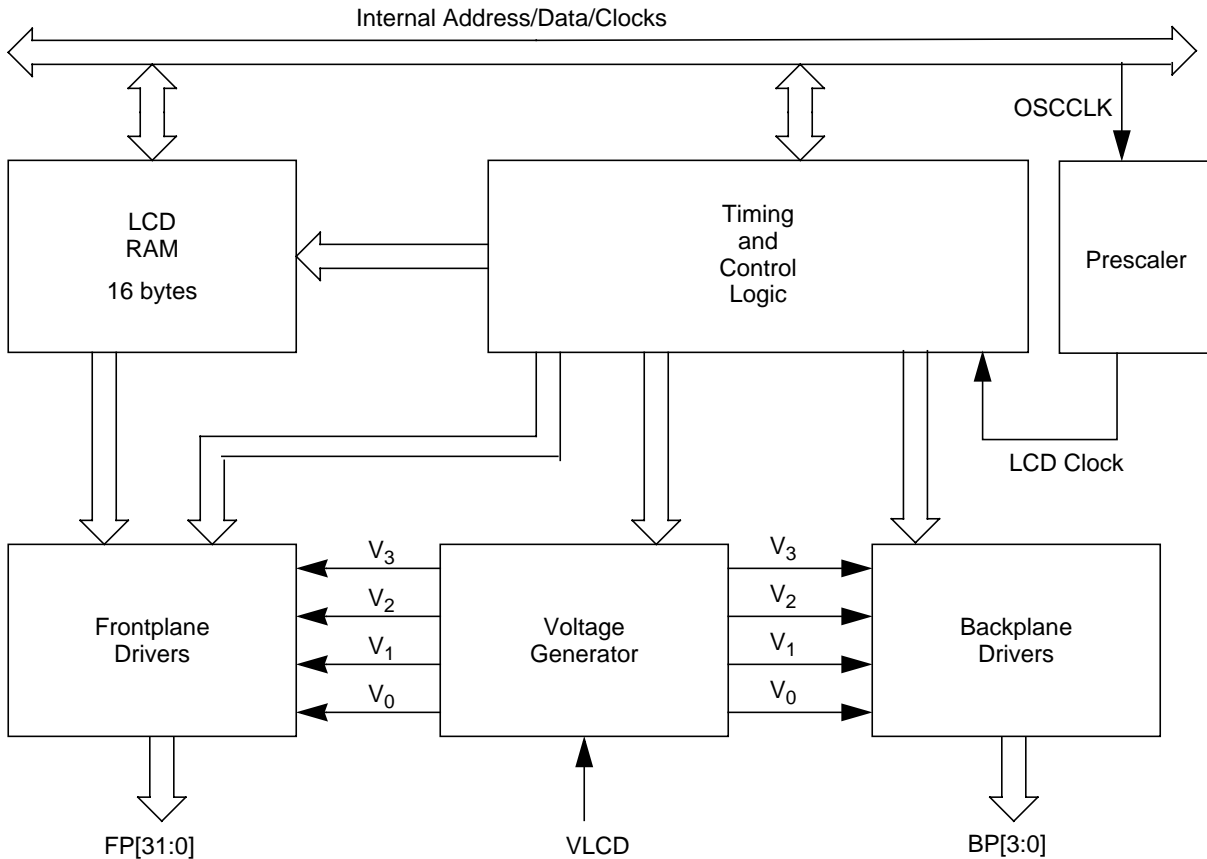 Internal Address/Data/Clocks
OSCCLK
LCD
RAM
16 bytes
Timing
and
Control
Logic
Prescaler
LCD Clock
Frontplane
Drivers
V3
V2
V1
V0
Voltage
Generator
V3
V2
V1
V0
Backplane
Drivers
FP[31:0]
VLCD
BP[3:0]